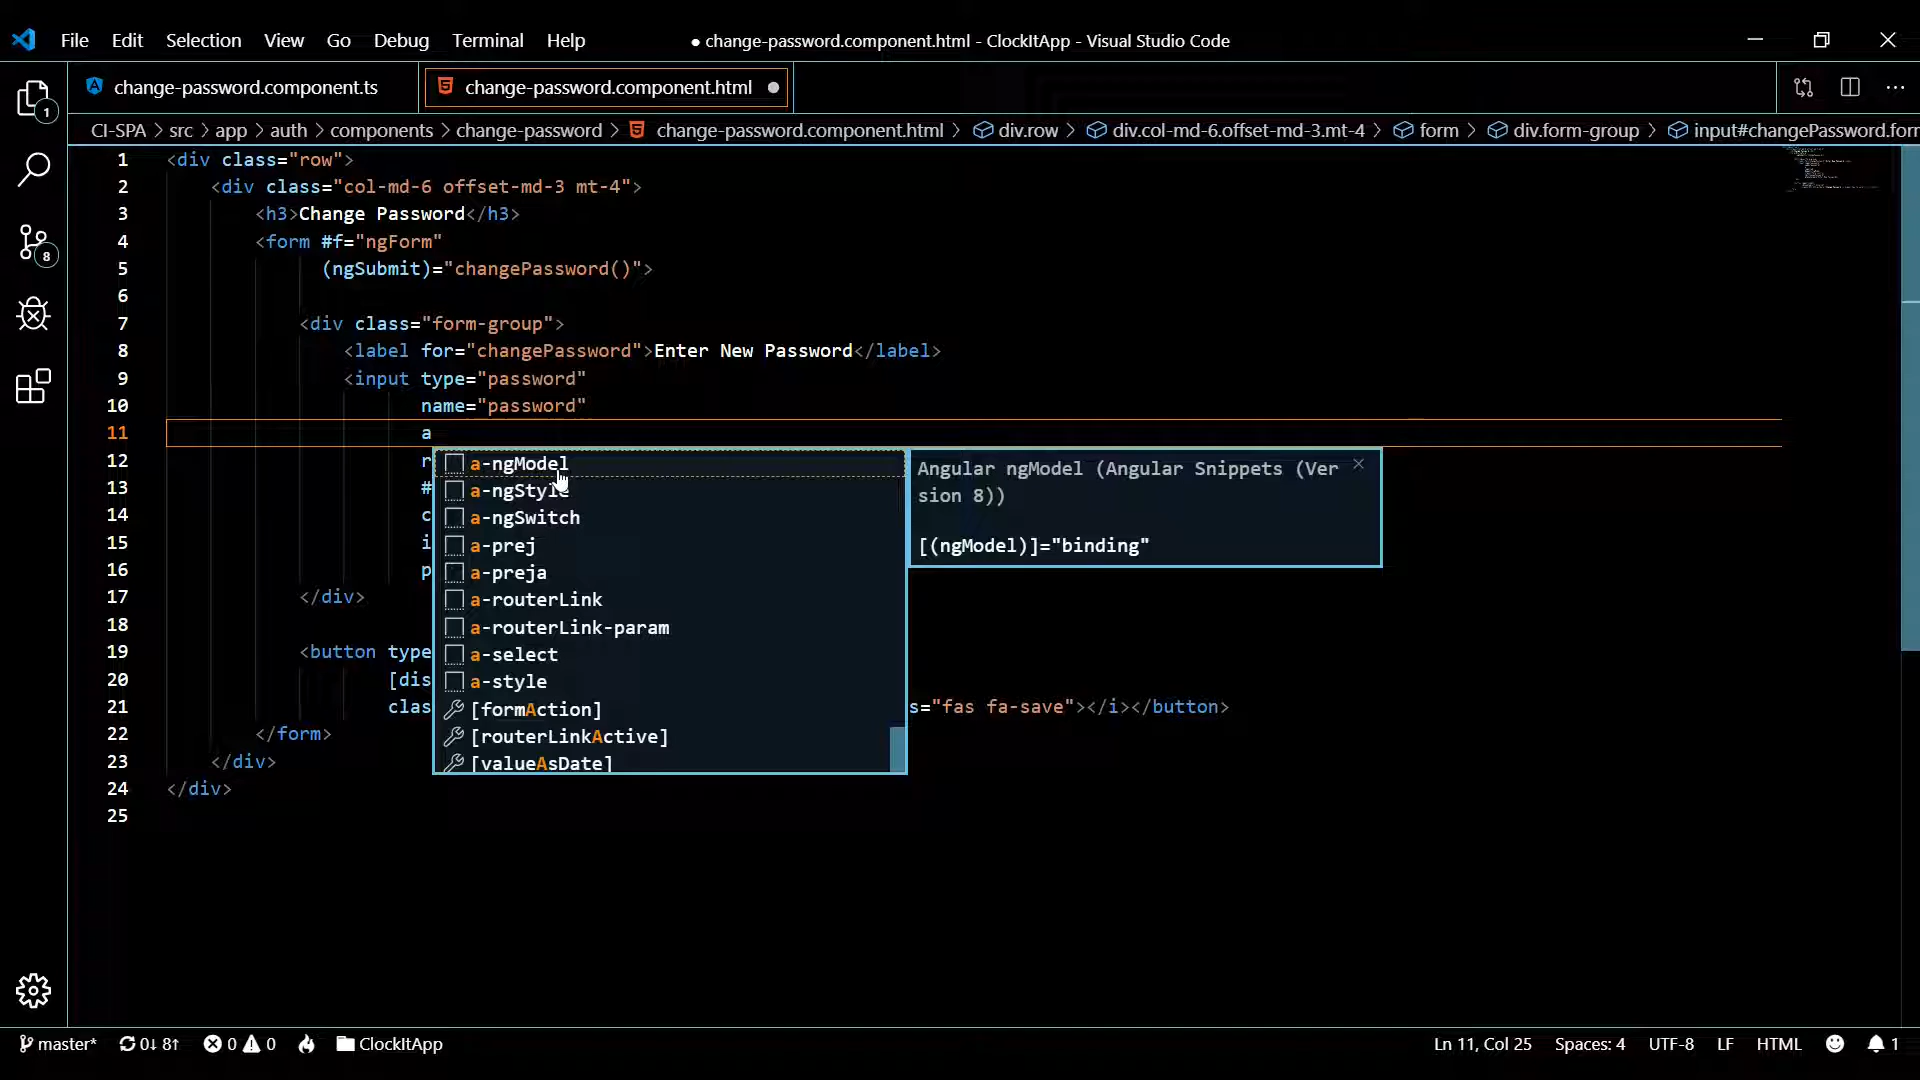 File Edit Selection View Go Debug Terminal Help ● change-password.component.html - ClockItApp - Visual Studio Code
change-password.component.ts change-password.component.html
CI-SPA > src > app > auth > components > change-password > change-password.component.html > div.row > div.col-md-6.offset-md-3.mt-4 > form > div.form-group > input#changePassword.form
1 <div class="row">
2 <div class="col-md-6 offset-md-3 mt-4">
3 <h3>Change Password</h3>
4 <form #f="ngForm"
5 (ngSubmit)="changePassword()">
6
7 <div class="form-group">
8 <label for="changePassword">Enter New Password</label>
9 <input type="password"
10 name="password"
11 a
12 r
13 #
14 c
15 i
16 p
17 </div>
18
19 <button type
20 [dis
21 clas s="fas fa-save"></i></button>
22 </form>
23 </div>
24 </div>
25
a-ngModel
a-ngStyle
a-ngSwitch
a-prej
a-preja
a-routerLink
a-routerLink-param
a-select
a-style
[formAction]
[routerLinkActive]
[valueAsDate]
Angular ngModel (Angular Snippets (Ver
sion 8))
[(ngModel)]="binding"
1
8
master* 0↓ 8↑ 0 0 ClockItApp Ln 11, Col 25 Spaces: 4 UTF-8 LF HTML 1